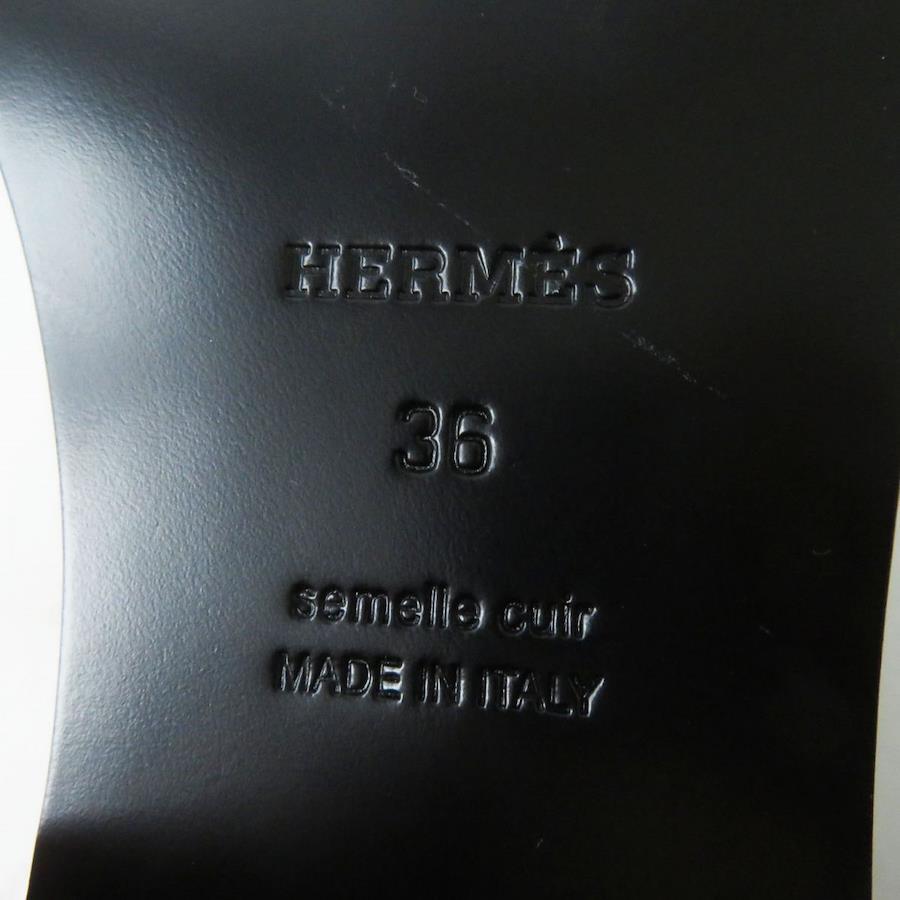 HERMÈS
36
semelle cuir
MADE IN ITALY